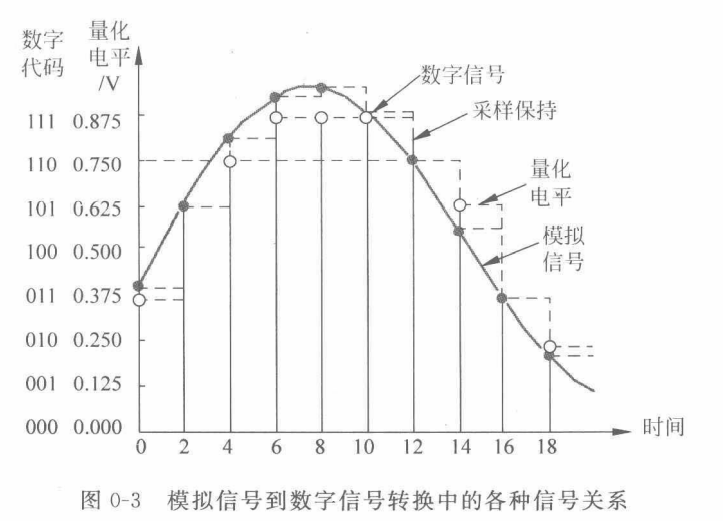 数字
代码
量化
电平
/V
111 0.875
110 0.750
101 0.625
100 0.500
011 0.375
010 0.250
001 0.125
000 0.000
数字信号
采样保持
量化
电平
模拟
信号
0 2 4 6 8 10 12 14 16 18
时间
图 0-3 模拟信号到数字信号转换中的各种信号关系